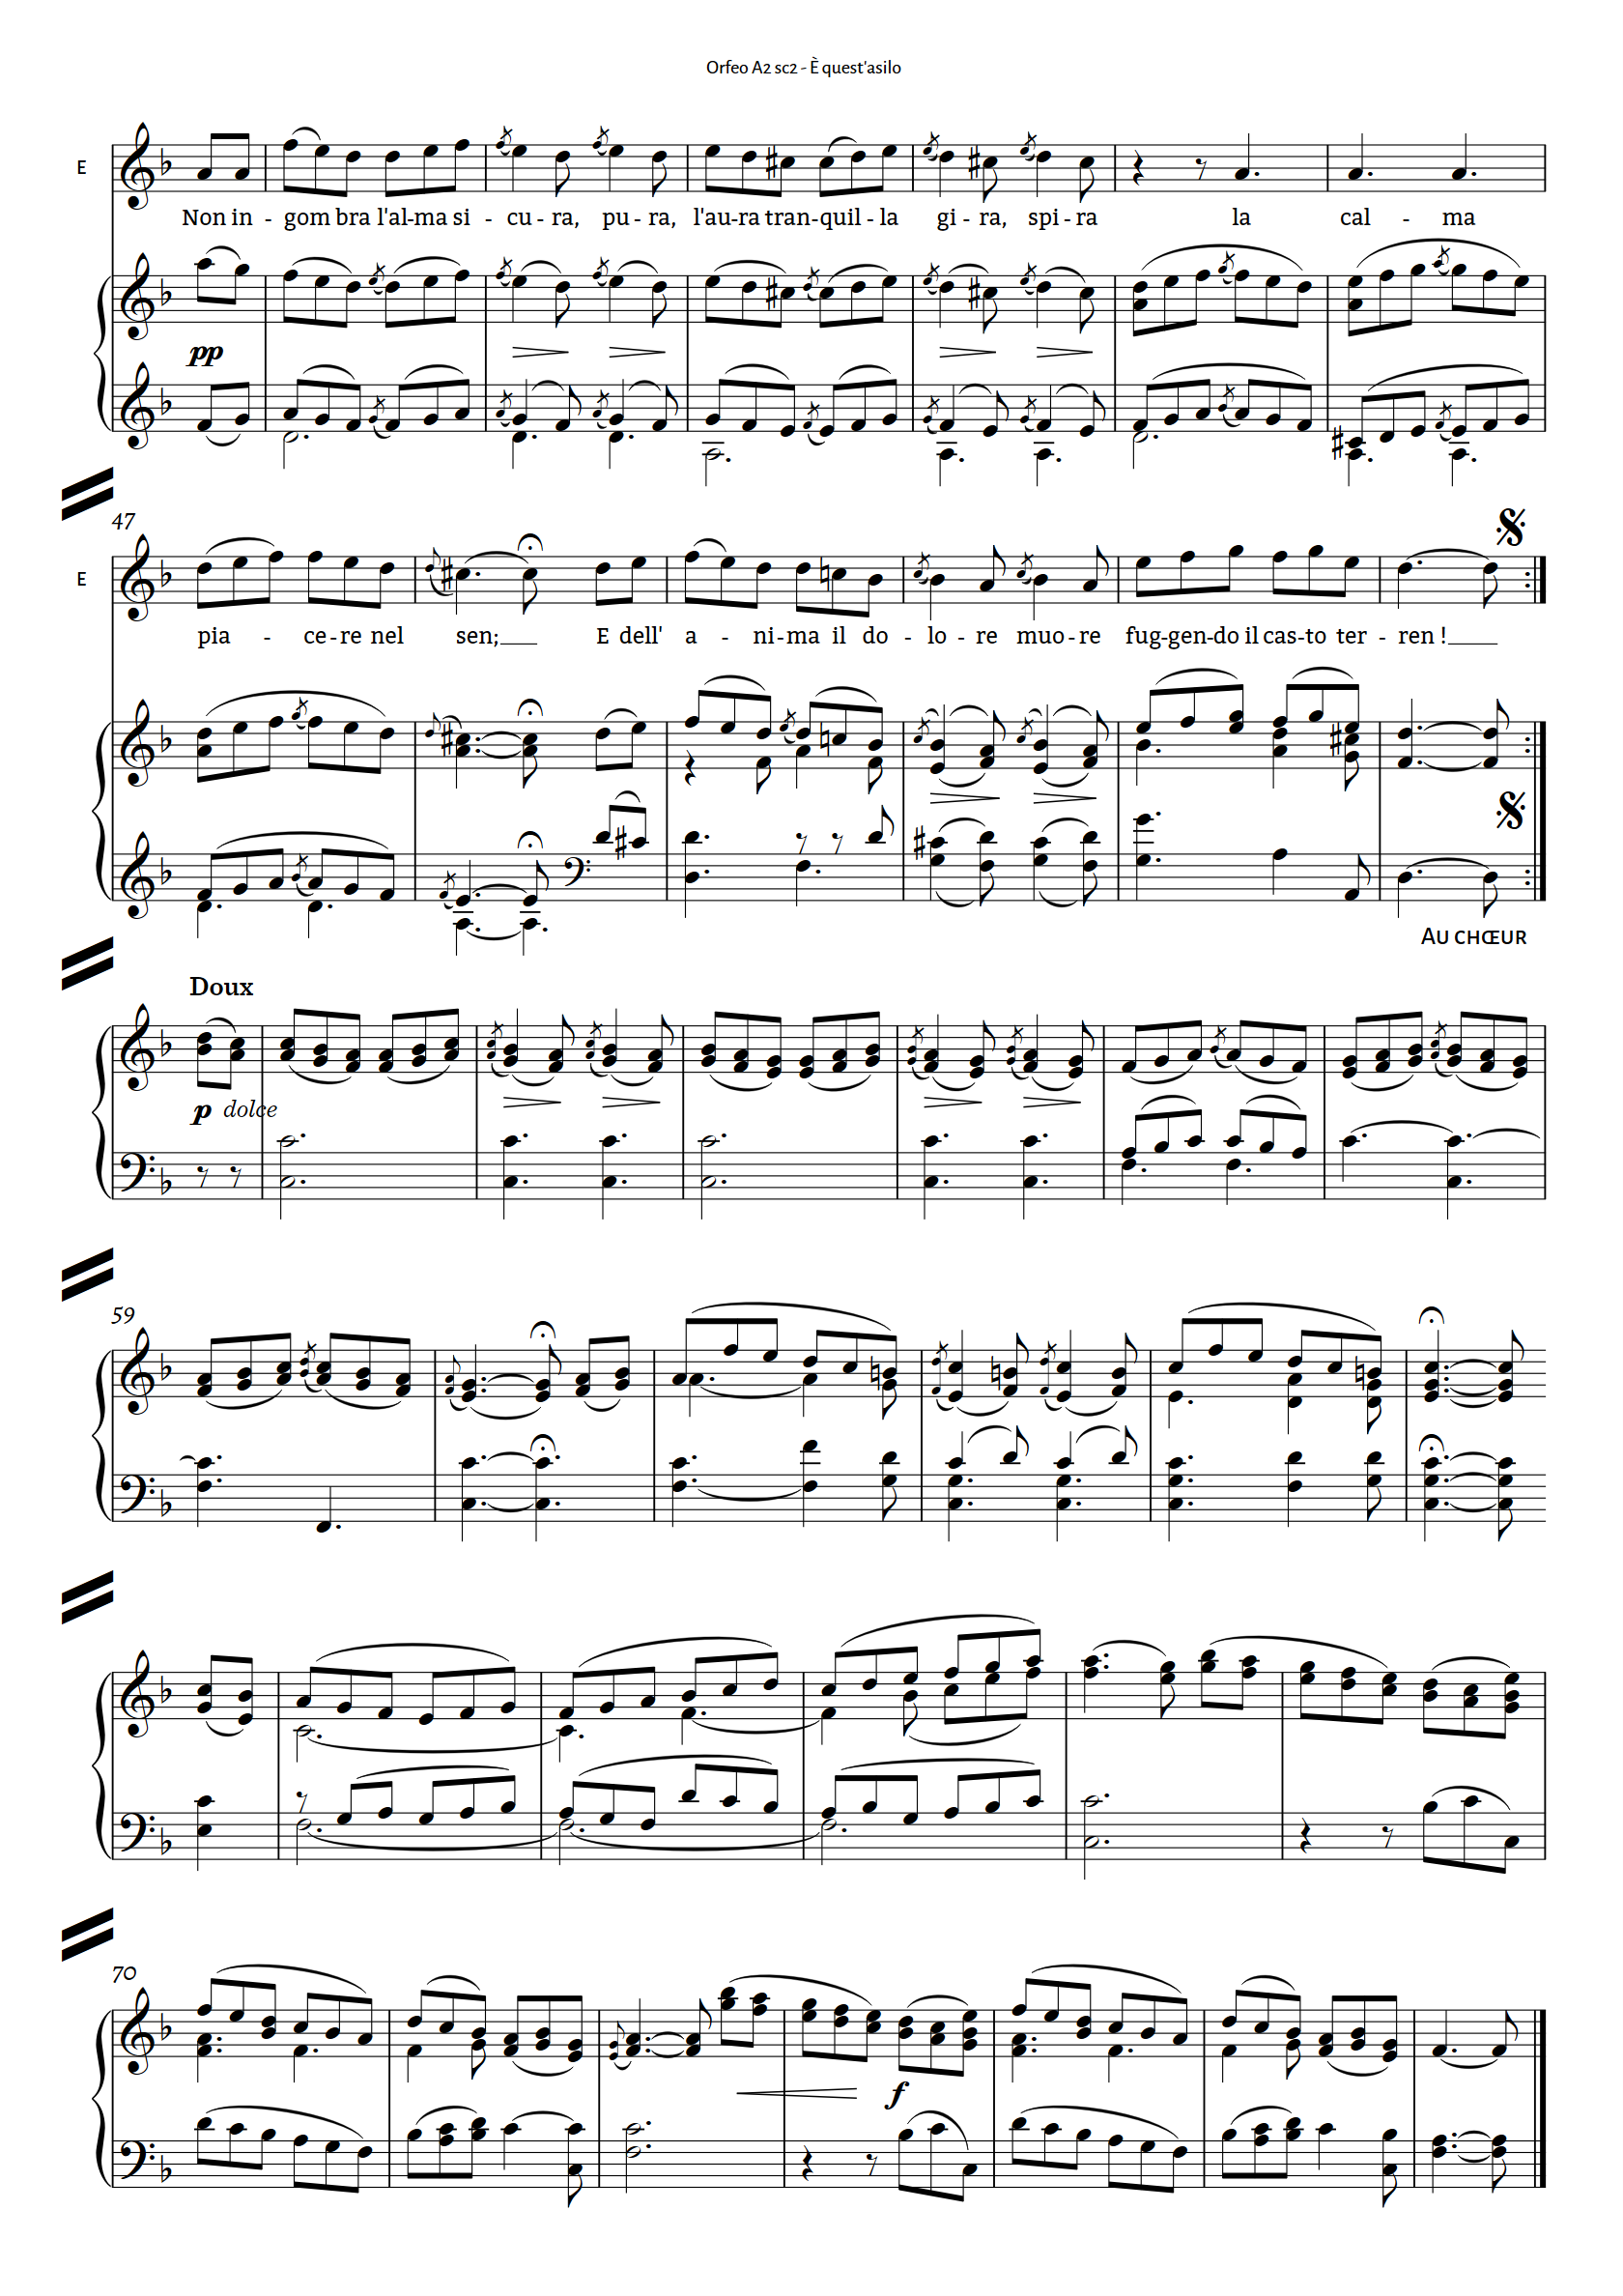 Orfeo A2 sc2 - È quest'asilo
E
Non in - gom bra l'al-ma si - cu - ra, pu - ra, l'au-ra tran-quil - la gi - ra, spi - ra la cal - ma
pp
47
E
pia - ce - re nel sen;___ E dell' a - ni-ma il do - lo - re muo - re fug-gen-do il cas-to ter - ren !___
Au chœur
Doux
p dolce
59
70
f